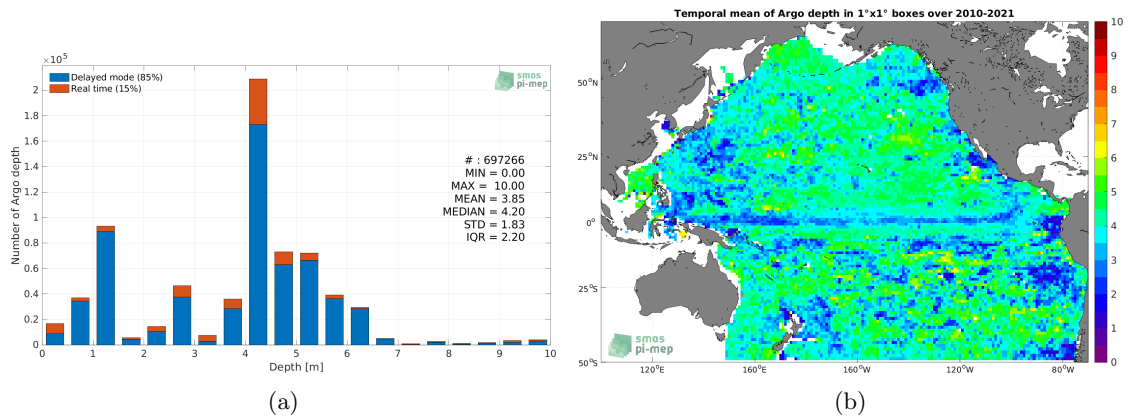 ×10⁵
Delayed mode (85%)
Real time (15%)
smos
pi-mep
2
1.8
1.6
1.4
1.2
1
0.8
0.6
0.4
0.2
0
Number of Argo depth
# : 697266
MIN = 0.00
MAX = 10.00
MEAN = 3.85
MEDIAN = 4.20
STD = 1.83
IQR = 2.20
0 1 2 3 4 5 6 7 8 9 10
Depth [m]
(a)
Temporal mean of Argo depth in 1°x1° boxes over 2010-2021
50°N
25°N
0°
25°S
50°S
120°E 160°E 160°W 120°W 80°W
10
9
8
7
6
5
4
3
2
1
0
smos
pi-mep
(b)